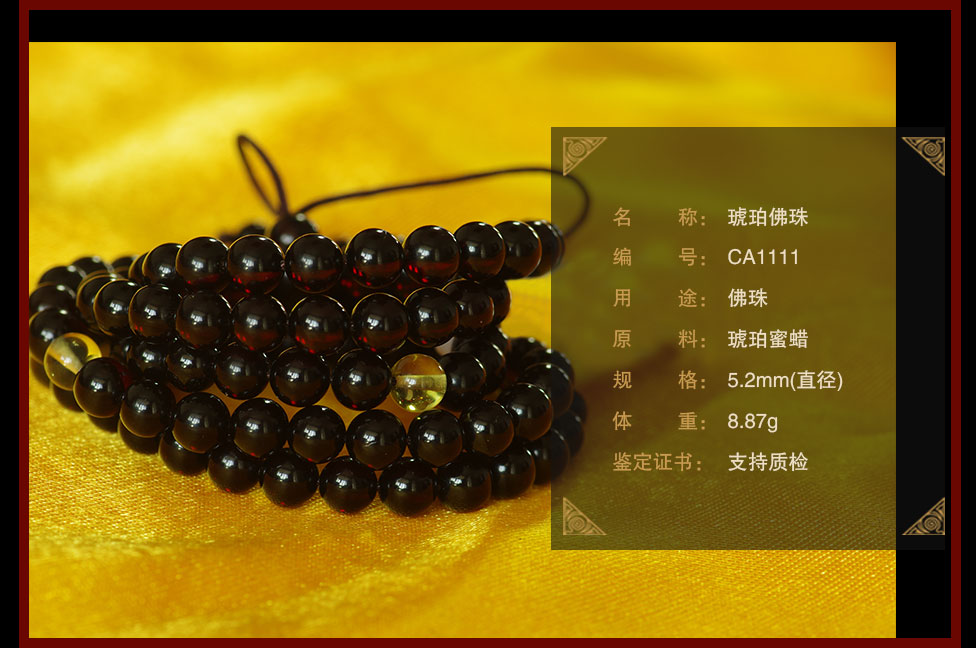 名称：琥珀佛珠
编号：CA1111
用途：佛珠
原料：琥珀蜜蜡
规格：5.2mm(直径)
体重：8.87g
鉴定证书：支持质检